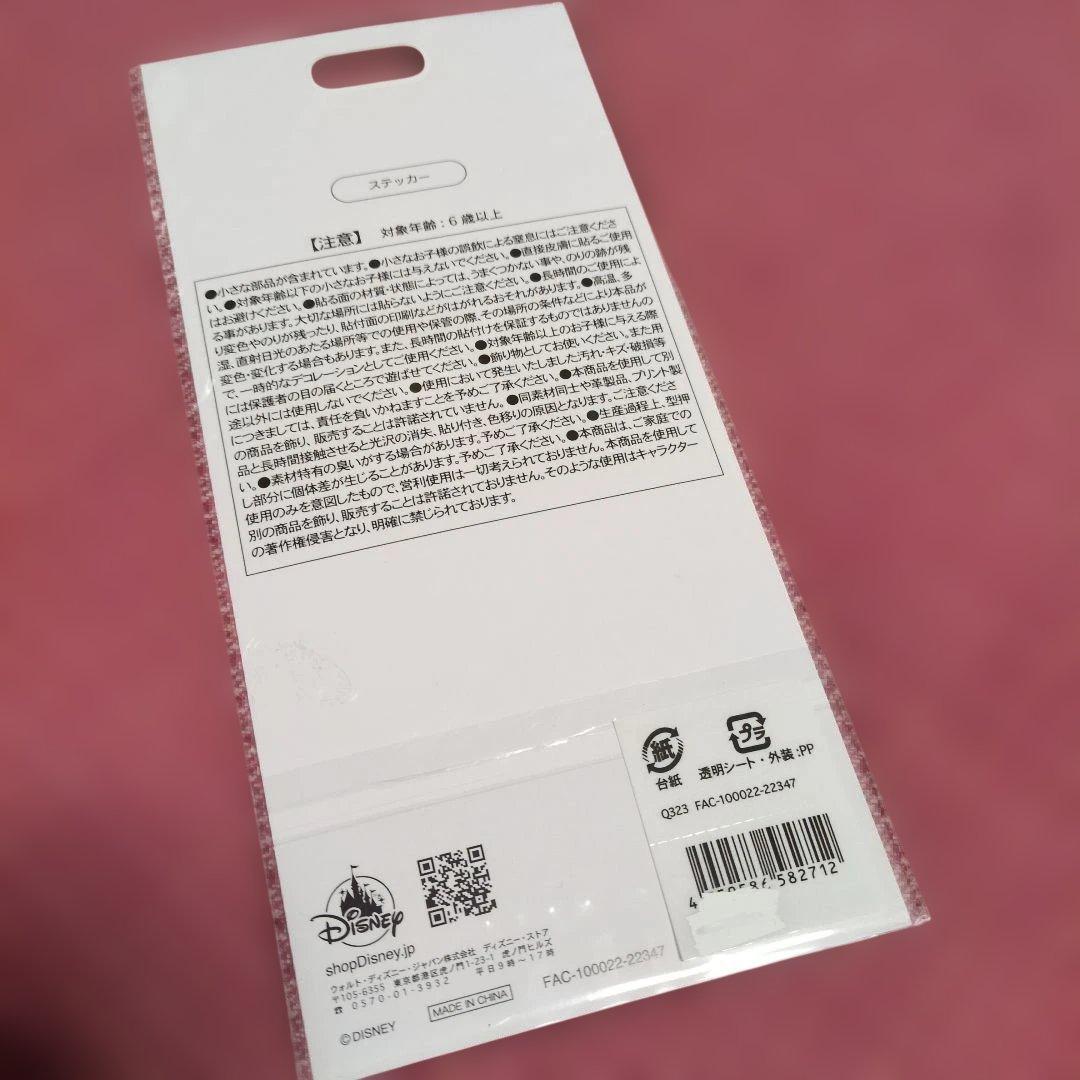 ステッカー
【注意】 対象年齢：6歳以上
●小さな部品が含まれています。●小さなお子様の誤飲による窒息にはご注意くださ
い。●対象年齢以下の小さなお子様には与えないでください。●直接皮膚に貼るご使用
はお避けください。●貼る面の材質・状態によっては、うまくつかない事や、のりの跡が残
る事があります。大切な場所には貼らないようにご注意ください。●長時間のご使用によ
り変色やのりが残ったり、貼付面の印刷などがはがれるおそれがあります。●高温、多
湿、直射日光のあたる場所等での使用や保管の際、その場所の条件などにより本品が
変色・変化する場合もあります。また、長時間の貼付けを保証するものではありませんの
で、一時的なデコレーションとしてご使用ください。●対象年齢以上のお子様に与える際
には保護者の目の届くところで遊ばせてください。●飾り物としてお使いください。また用
途以外には使用しないでください。●使用において発生いたしました汚れ・キズ・破損等
につきましては、責任を負いかねますことを予めご了承ください。●本商品を使用して別
の商品を飾り、販売することは許諾されていません。●同素材同士や革製品、プリント製
品と長時間接触させると光沢の消失、貼り付き、色移りの原因となります。ご注意くださ
い。●素材特有の臭いがする場合があります。予めご了承ください。●生産過程上、型押
し部分に個体差が生じることがあります。予めご了承ください。●本商品は、ご家庭での
使用のみを意図したもので、営利使用は一切考えられておりません。本商品を使用して
別の商品を飾り、販売することは許諾されておりません。そのような使用はキャラクター
の著作権侵害となり、明確に禁じられております。
紙 プラ
台紙 透明シート・外装：PP
Q323 FAC-100022-22347
582712
Disney
shopDisney.jp
ウォルト・ディズニー・ジャパン株式会社 ディズニーストア
〒105-6355 東京都港区虎ノ門1-23-1 虎ノ門ヒルズ
☎ 0570-01-3932 平日9時〜17時
©DISNEY MADE IN CHINA FAC-100022-22347